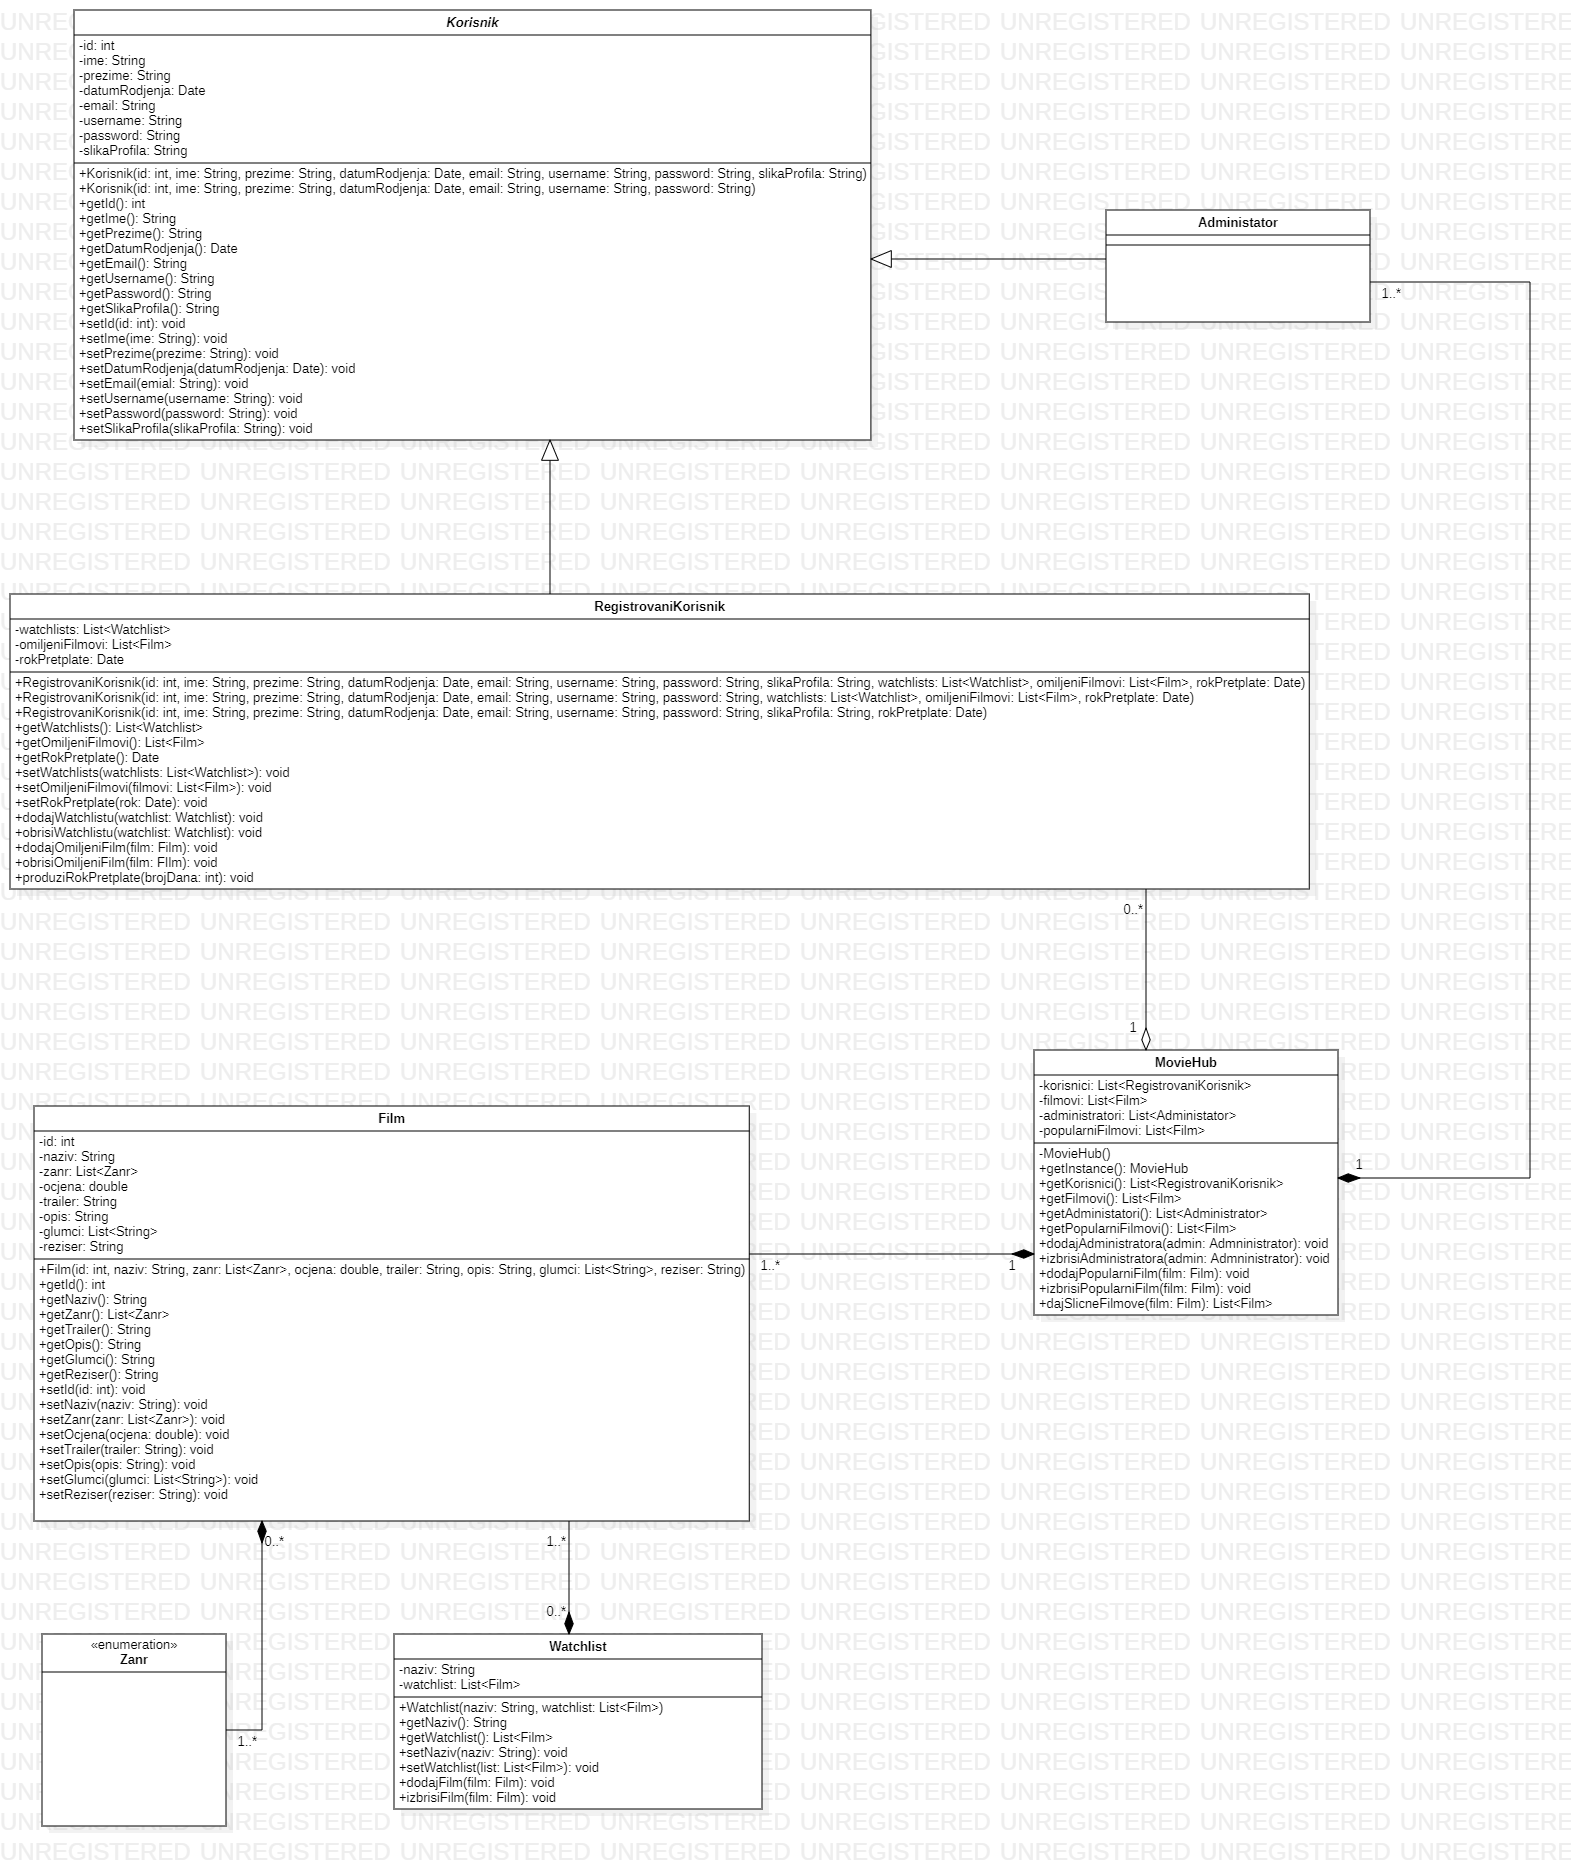 Korisnik
-id: int
-ime: String
-prezime: String
-datumRodjenja: Date
-email: String
-username: String
-password: String
-slikaProfila: String
+Korisnik(id: int, ime: String, prezime: String, datumRodjenja: Date, email: String, username: String, password: String, slikaProfila: String)
+Korisnik(id: int, ime: String, prezime: String, datumRodjenja: Date, email: String, username: String, password: String)
+getId(): int
+getIme(): String
+getPrezime(): String
+getDatumRodjenja(): Date
+getEmail(): String
+getUsername(): String
+getPassword(): String
+getSlikaProfila(): String
+setId(id: int): void
+setIme(ime: String): void
+setPrezime(prezime: String): void
+setDatumRodjenja(datumRodjenja: Date): void
+setEmail(emial: String): void
+setUsername(username: String): void
+setPassword(password: String): void
+setSlikaProfila(slikaProfila: String): void
Administator
1..*
RegistrovaniKorisnik
-watchlists: List<Watchlist>
-omiljeniFilmovi: List<Film>
-rokPretplate: Date
+RegistrovaniKorisnik(id: int, ime: String, prezime: String, datumRodjenja: Date, email: String, username: String, password: String, slikaProfila: String, watchlists: List<Watchlist>, omiljeniFilmovi: List<Film>, rokPretplate: Date)
+RegistrovaniKorisnik(id: int, ime: String, prezime: String, datumRodjenja: Date, email: String, username: String, password: String, watchlists: List<Watchlist>, omiljeniFilmovi: List<Film>, rokPretplate: Date)
+RegistrovaniKorisnik(id: int, ime: String, prezime: String, datumRodjenja: Date, email: String, username: String, password: String, slikaProfila: String, rokPretplate: Date)
+getWatchlists(): List<Watchlist>
+getOmiljeniFilmovi(): List<Film>
+getRokPretplate(): Date
+setWatchlists(watchlists: List<Watchlist>): void
+setOmiljeniFilmovi(filmovi: List<Film>): void
+setRokPretplate(rok: Date): void
+dodajWatchlistu(watchlist: Watchlist): void
+obrisiWatchlistu(watchlist: Watchlist): void
+dodajOmiljeniFilm(film: Film): void
+obrisiOmiljeniFilm(film: FIlm): void
+produziRokPretplate(brojDana: int): void
0..*
1
MovieHub
-korisnici: List<RegistrovaniKorisnik>
-filmovi: List<Film>
-administratori: List<Administator>
-popularniFilmovi: List<Film>
-MovieHub()
+getInstance(): MovieHub
+getKorisnici(): List<RegistrovaniKorisnik>
+getFilmovi(): List<Film>
+getAdministatori(): List<Administrator>
+getPopularniFilmovi(): List<Film>
+dodajAdministratora(admin: Admninistrator): void
+izbrisiAdministratora(admin: Admninistrator): void
+dodajPopularniFilm(film: Film): void
+izbrisiPopularniFilm(film: Film): void
+dajSlicneFilmove(film: Film): List<Film>
1
1..*
1
Film
-id: int
-naziv: String
-zanr: List<Zanr>
-ocjena: double
-trailer: String
-opis: String
-glumci: List<String>
-reziser: String
+Film(id: int, naziv: String, zanr: List<Zanr>, ocjena: double, trailer: String, opis: String, glumci: List<String>, reziser: String)
+getId(): int
+getNaziv(): String
+getZanr(): List<Zanr>
+getTrailer(): String
+getOpis(): String
+getGlumci(): String
+getReziser(): String
+setId(id: int): void
+setNaziv(naziv: String): void
+setZanr(zanr: List<Zanr>): void
+setOcjena(ocjena: double): void
+setTrailer(trailer: String): void
+setOpis(opis: String): void
+setGlumci(glumci: List<String>): void
+setReziser(reziser: String): void
0..*
1..*
0..*
«enumeration»
Zanr
1..*
Watchlist
-naziv: String
-watchlist: List<Film>
+Watchlist(naziv: String, watchlist: List<Film>)
+getNaziv(): String
+getWatchlist(): List<Film>
+setNaziv(naziv: String): void
+setWatchlist(list: List<Film>): void
+dodajFilm(film: Film): void
+izbrisiFilm(film: Film): void